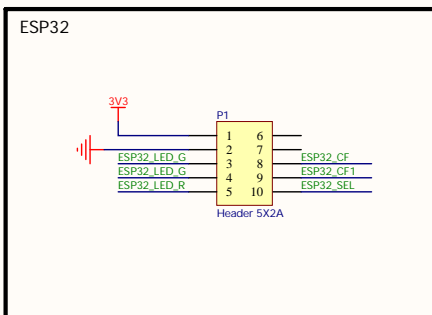 ESP32
3V3
P1
1 6
2 7
ESP32_LED_G 3 8 ESP32_CF
ESP32_LED_G 4 9 ESP32_CF1
ESP32_LED_R 5 10 ESP32_SEL
Header 5X2A